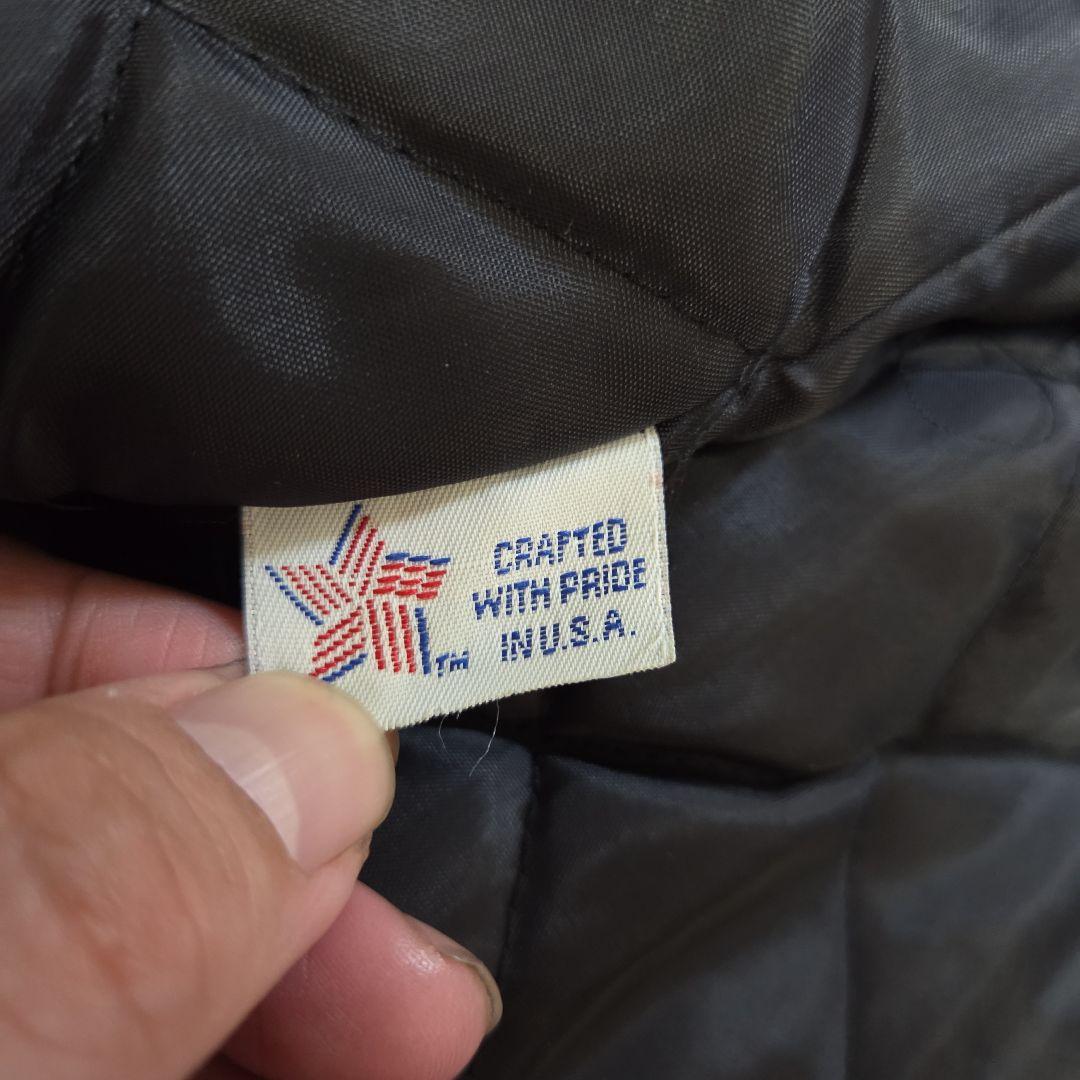 CRAFTED
WITH PRIDE
IN U.S.A.
TM